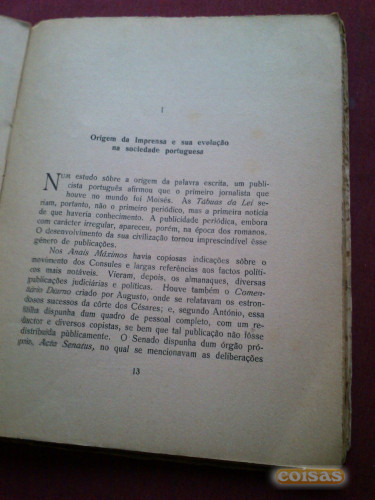 I
Origem da Imprensa e sua evolução
na sociedade portuguesa
NUM estudo sôbre a origem da palavra escrita, um publi-
cista português afirmou que o primeiro jornalista que
houve no mundo foi Moisés. As Tábuas da Lei se-
riam, portanto, não o primeiro periódico, mas a primeira notícia
de que haveria conhecimento. A publicidade periódica, embora
com carácter irregular, apareceu, porém, na época dos romanos.
O desenvolvimento da sua civilização tornou imprescindível êsse
género de publicações.
Nos Anais Máximos havia copiosas indicações sôbre o
movimento dos Consules e largas referências aos factos políti-
cos mais notáveis. Vieram, depois, os almanaques, diversas
publicações judiciárias e políticas. Houve também o Comen-
tário Diurno criado por Augusto, onde se relatavam os estron-
dosos sucessos da côrte dos Césares; e, segundo António, essa
fôlha dispunha dum quadro de pessoal completo, com um re-
dactor e diversos copistas, se bem que tal publicação não fôsse
distribuída públicamente. O Senado dispunha dum órgão pró-
prio, Acta Senatus, no qual se mencionavam as deliberações
13
coisas